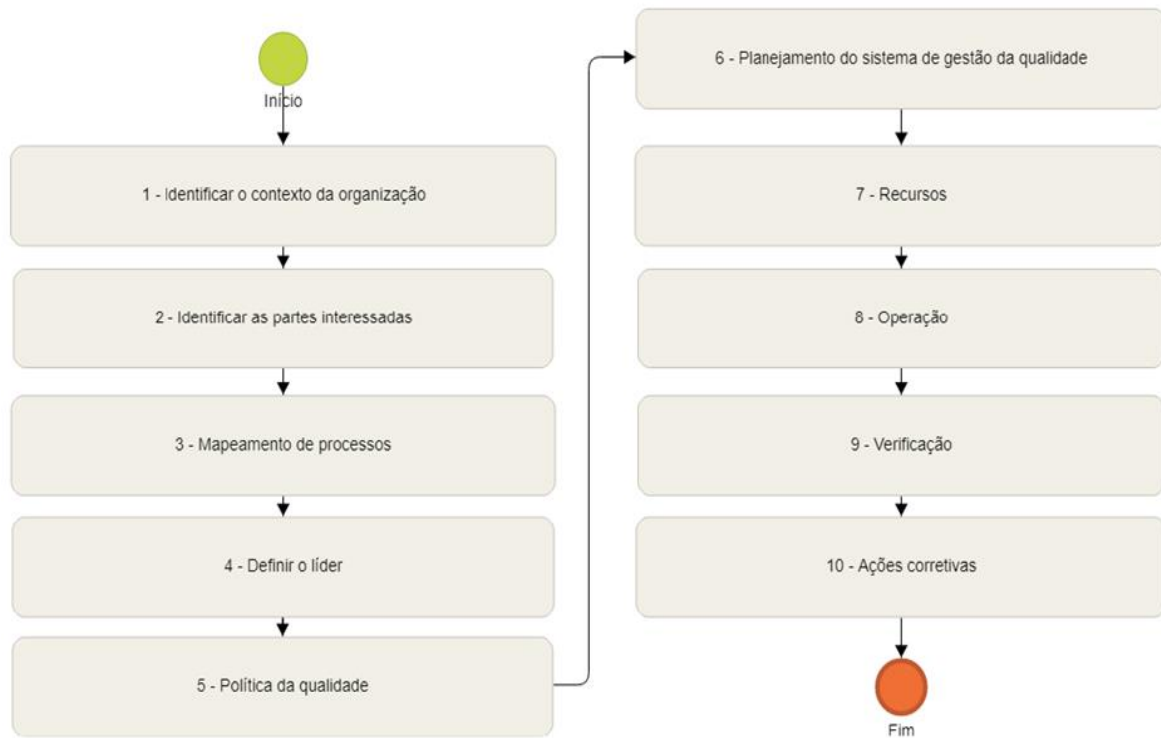 Início
1 - Identificar o contexto da organização
2 - Identificar as partes interessadas
3 - Mapeamento de processos
4 - Definir o líder
5 - Política da qualidade
6 - Planejamento do sistema de gestão da qualidade
7 - Recursos
8 - Operação
9 - Verificação
10 - Ações corretivas
Fim